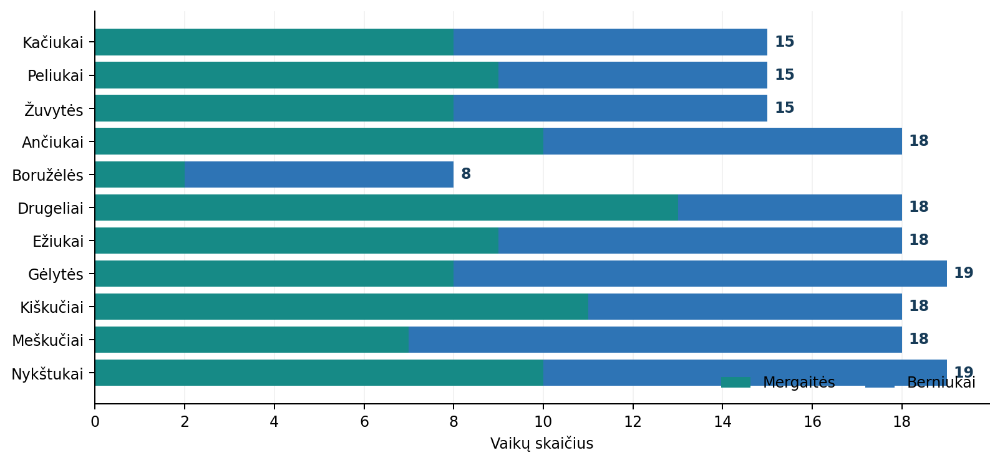 Kačiukai 15
Peliukai 15
Žuvytės 15
Ančiukai 18
Boružėlės 8
Drugeliai 18
Ežiukai 18
Gėlytės 19
Kiškučiai 18
Meškučiai 18
Nykštukai 19
Mergaitės Berniukai
0 2 4 6 8 10 12 14 16 18
Vaikų skaičius